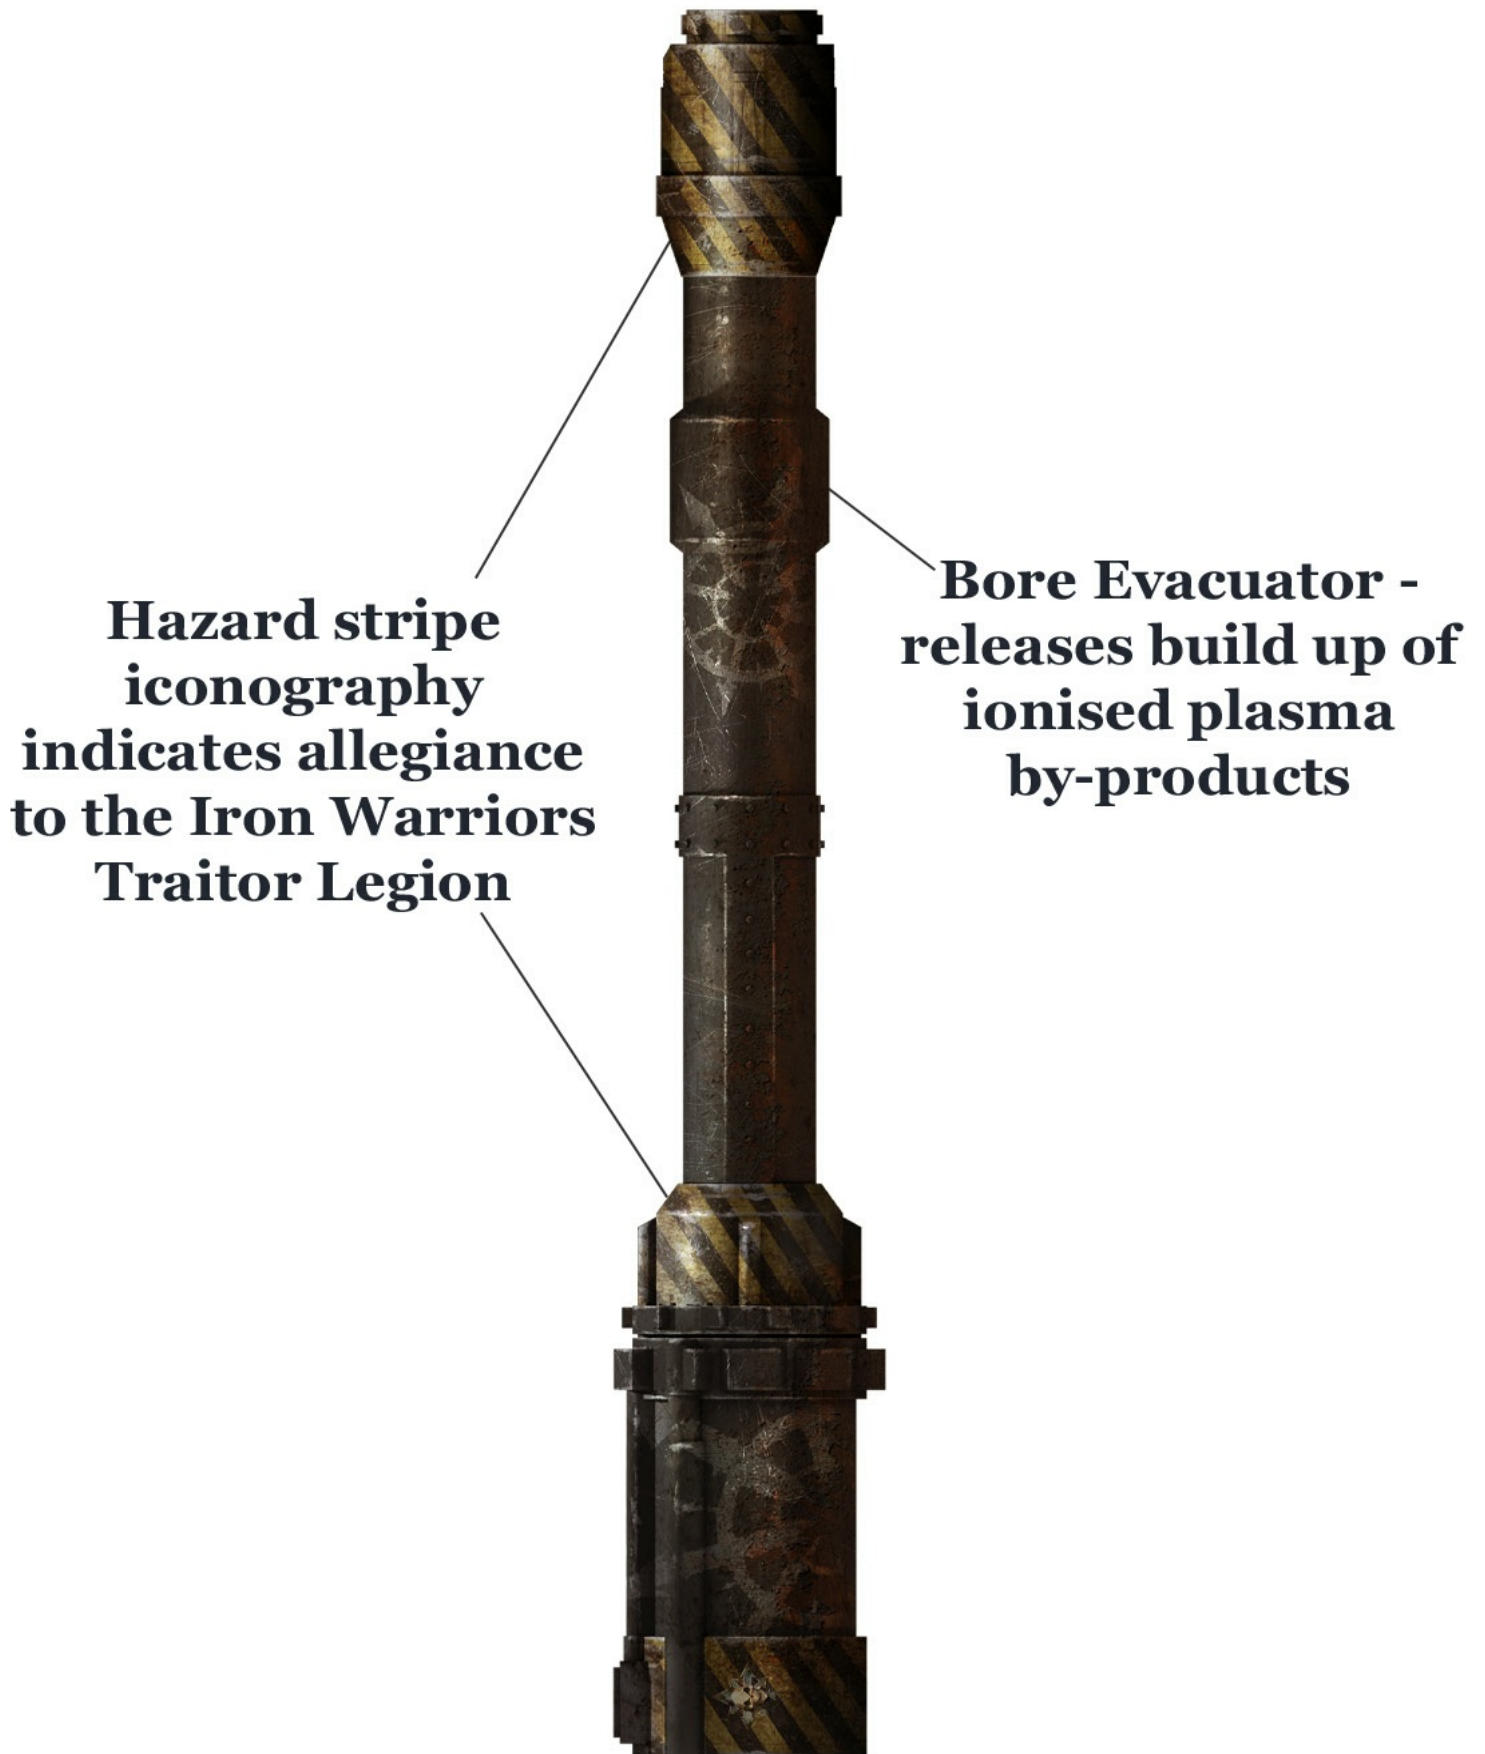 Hazard stripe
iconography
indicates allegiance
to the Iron Warriors
Traitor Legion
Bore Evacuator -
releases build up of
ionised plasma
by-products